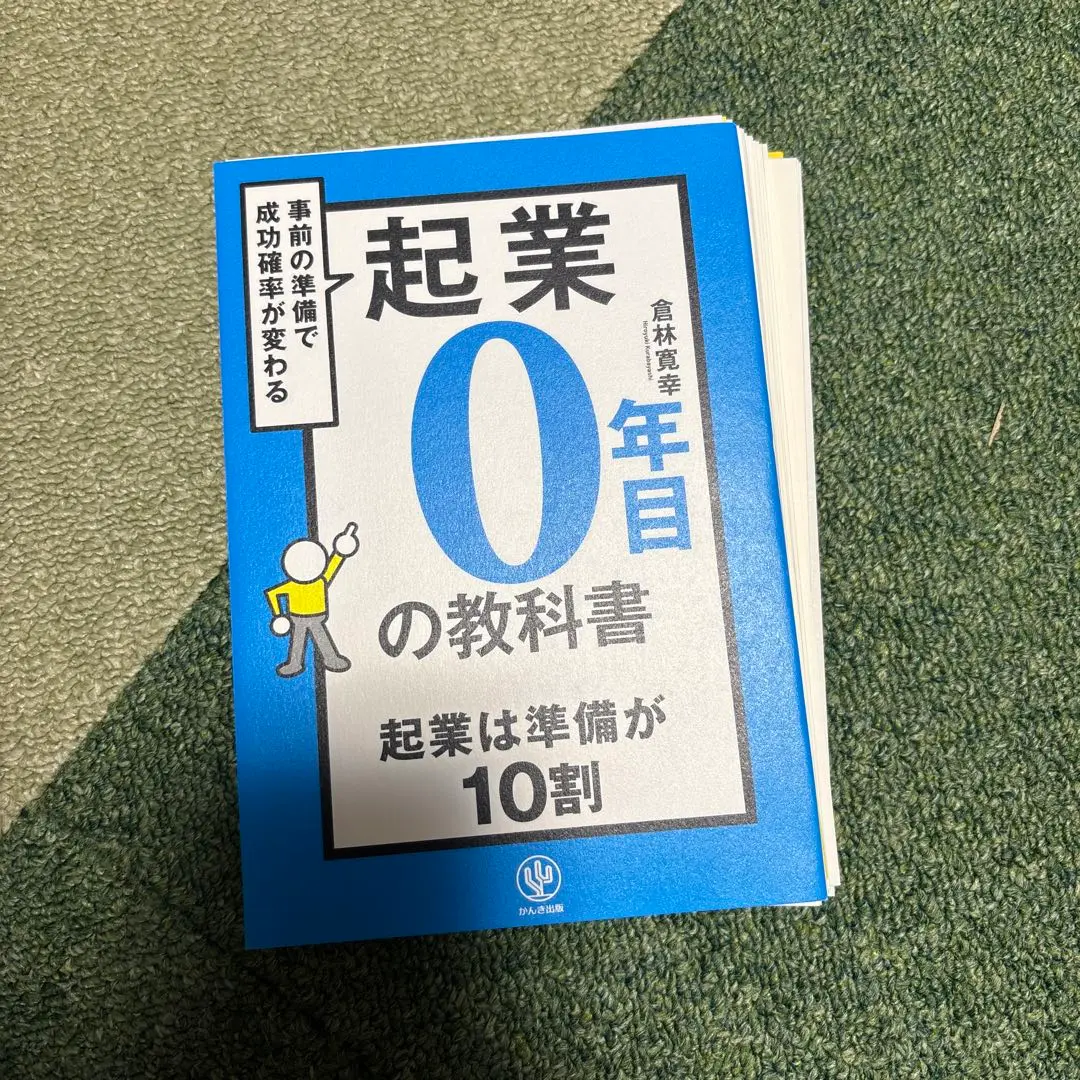 事前の準備で
成功確率が変わる
起業
0
年目
の教科書
倉林寛幸
Hiroyuki Kurabayashi
起業は準備が
10割
かんき出版